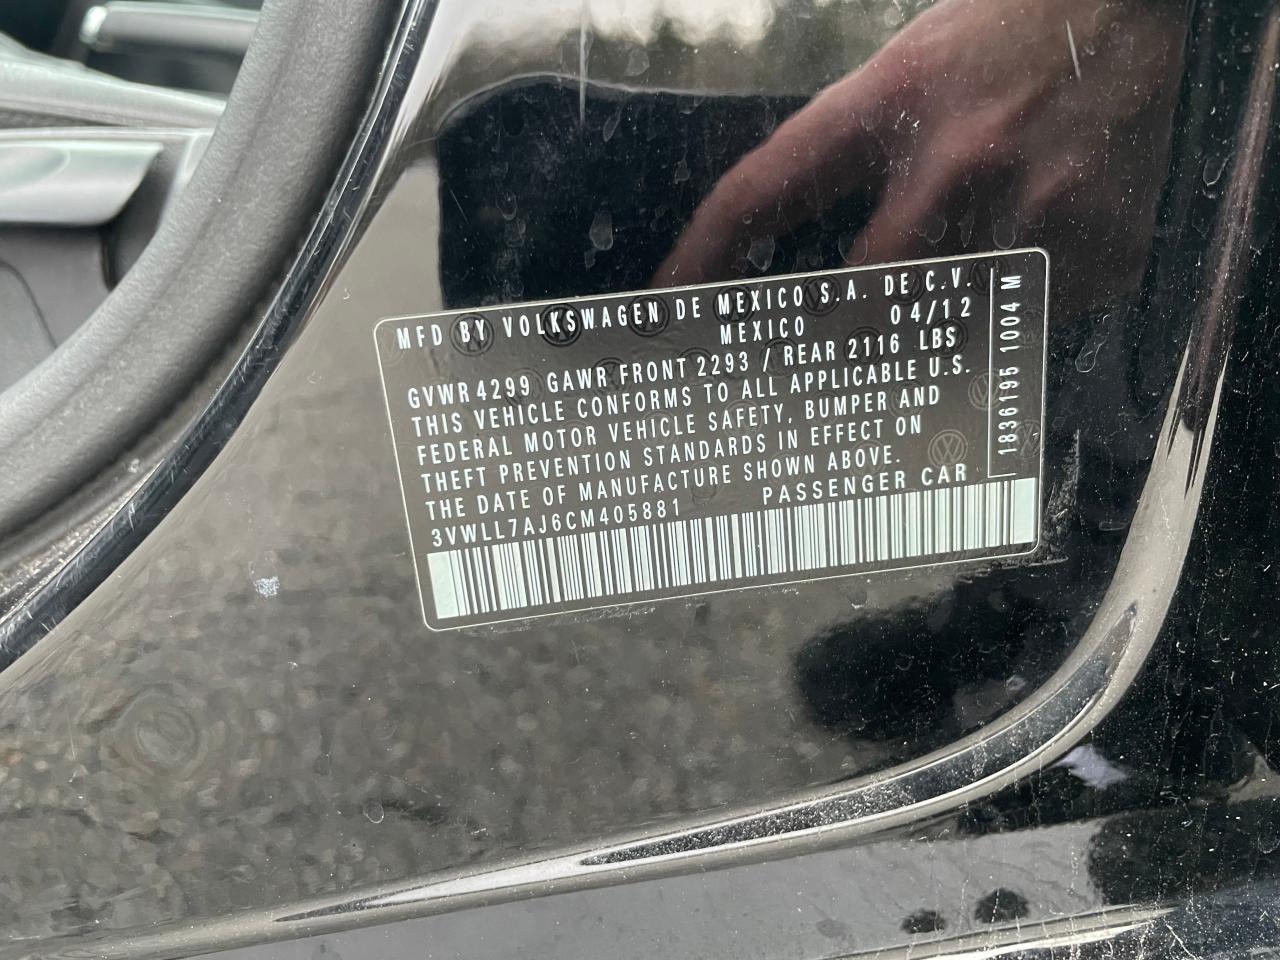 MFD BY VOLKSWAGEN DE MEXICO S.A. DE C.V.
MEXICO 04/12
GVWR 4299 GAWR FRONT 2293 / REAR 2116 LBS
THIS VEHICLE CONFORMS TO ALL APPLICABLE U.S.
FEDERAL MOTOR VEHICLE SAFETY, BUMPER AND
THEFT PREVENTION STANDARDS IN EFFECT ON
THE DATE OF MANUFACTURE SHOWN ABOVE.
3VWLL7AJ6CM405881 PASSENGER CAR
1836195 1004 M